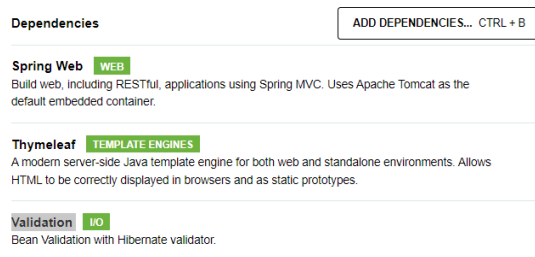 Dependencies ADD DEPENDENCIES... CTRL + B
Spring Web WEB
Build web, including RESTful, applications using Spring MVC. Uses Apache Tomcat as the
default embedded container.
Thymeleaf TEMPLATE ENGINES
A modern server-side Java template engine for both web and standalone environments. Allows
HTML to be correctly displayed in browsers and as static prototypes.
Validation I/O
Bean Validation with Hibernate validator.